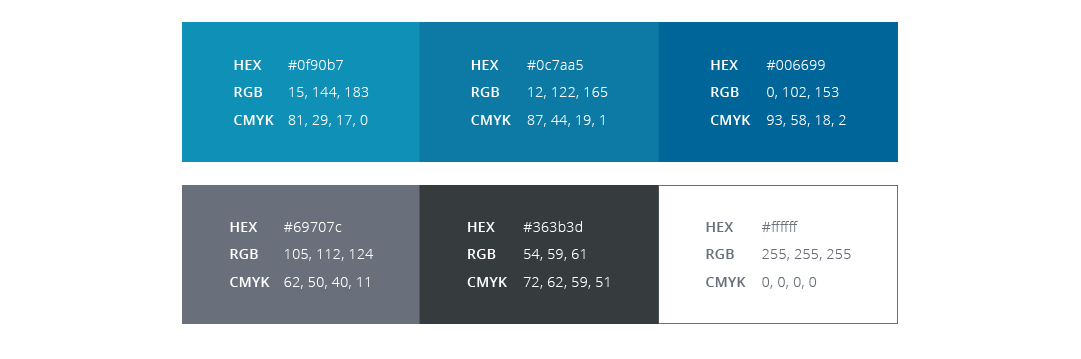 HEX #0f90b7
RGB 15, 144, 183
CMYK 81, 29, 17, 0
HEX #0c7aa5
RGB 12, 122, 165
CMYK 87, 44, 19, 1
HEX #006699
RGB 0, 102, 153
CMYK 93, 58, 18, 2
HEX #69707c
RGB 105, 112, 124
CMYK 62, 50, 40, 11
HEX #363b3d
RGB 54, 59, 61
CMYK 72, 62, 59, 51
HEX #ffffff
RGB 255, 255, 255
CMYK 0, 0, 0, 0